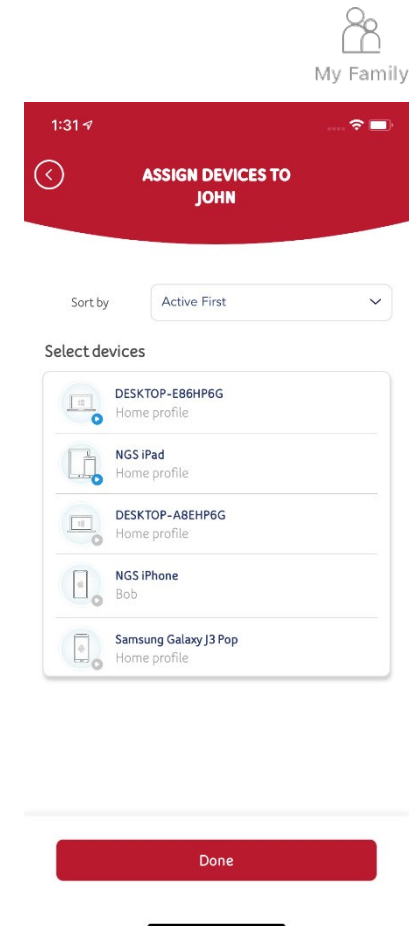 My Family
1:31
ASSIGN DEVICES TO
JOHN
Sort by Active First
Select devices
DESKTOP-E86HP6G
Home profile
NGS iPad
Home profile
DESKTOP-A8EHP6G
Home profile
NGS iPhone
Bob
Samsung Galaxy J3 Pop
Home profile
Done